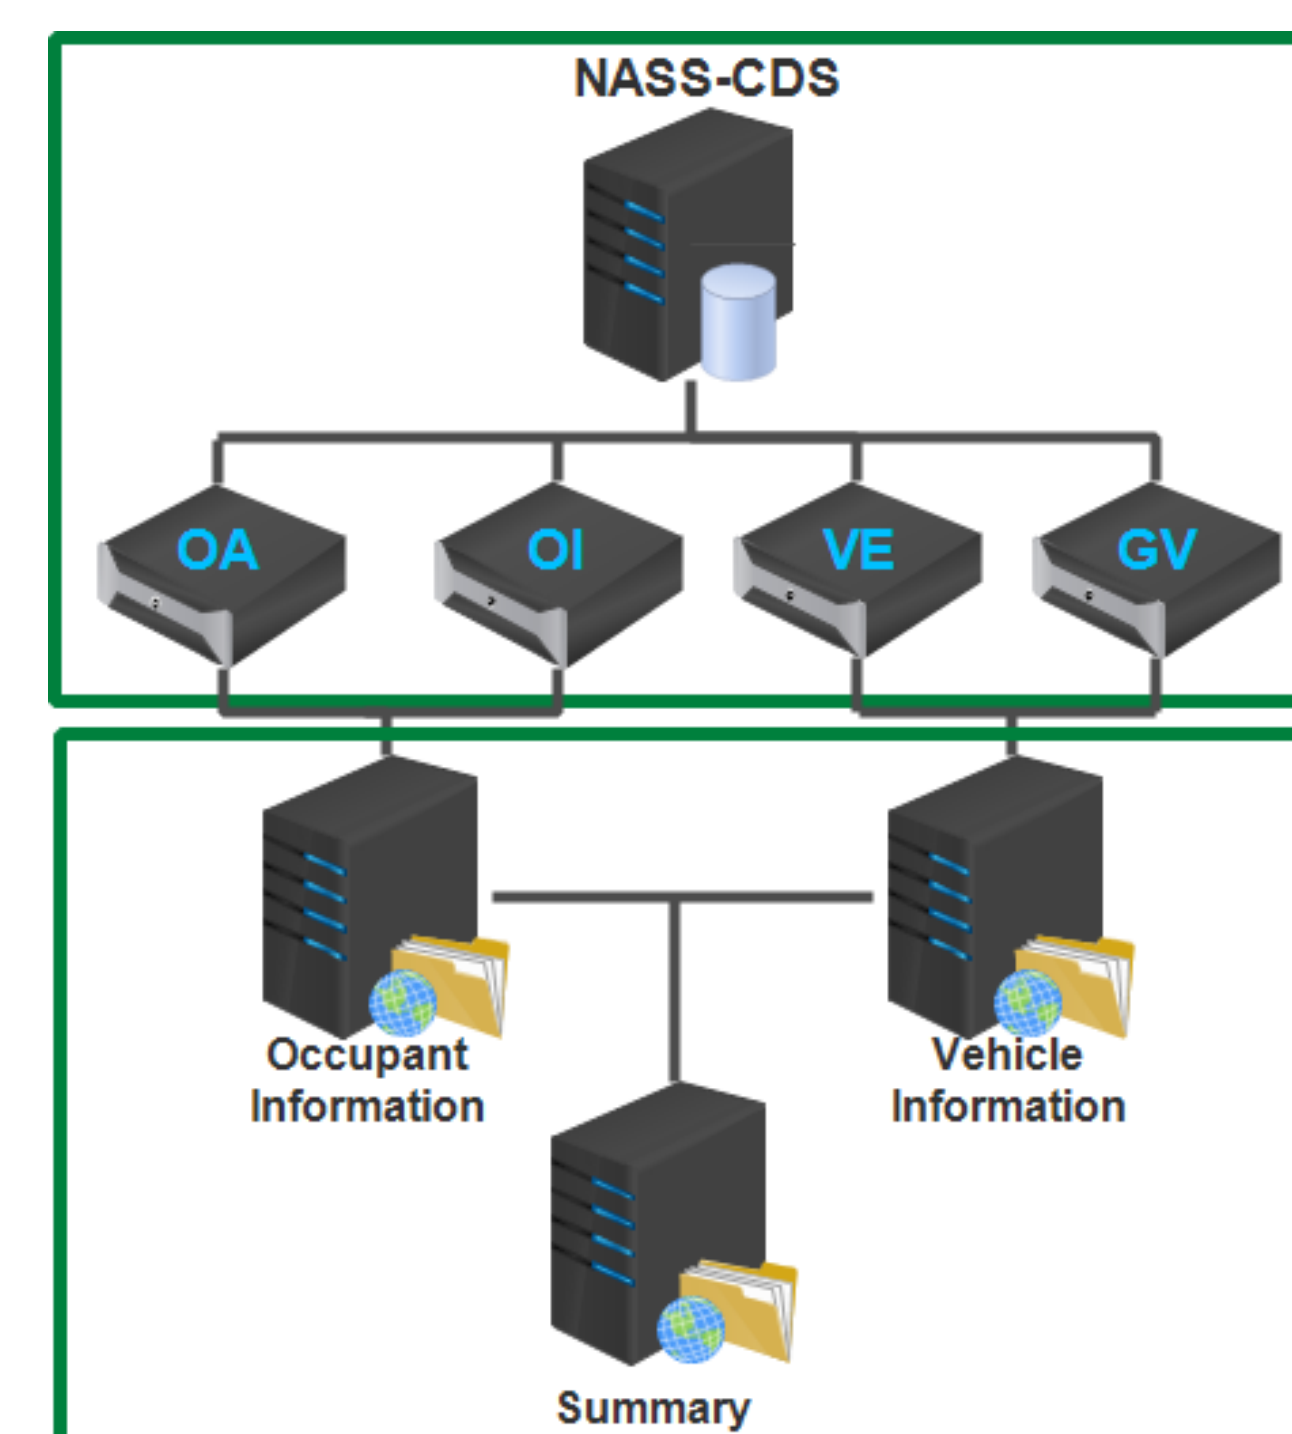 NASS-CDS
OA
OI
VE
GV
Occupant
Information
Vehicle
Information
Summary